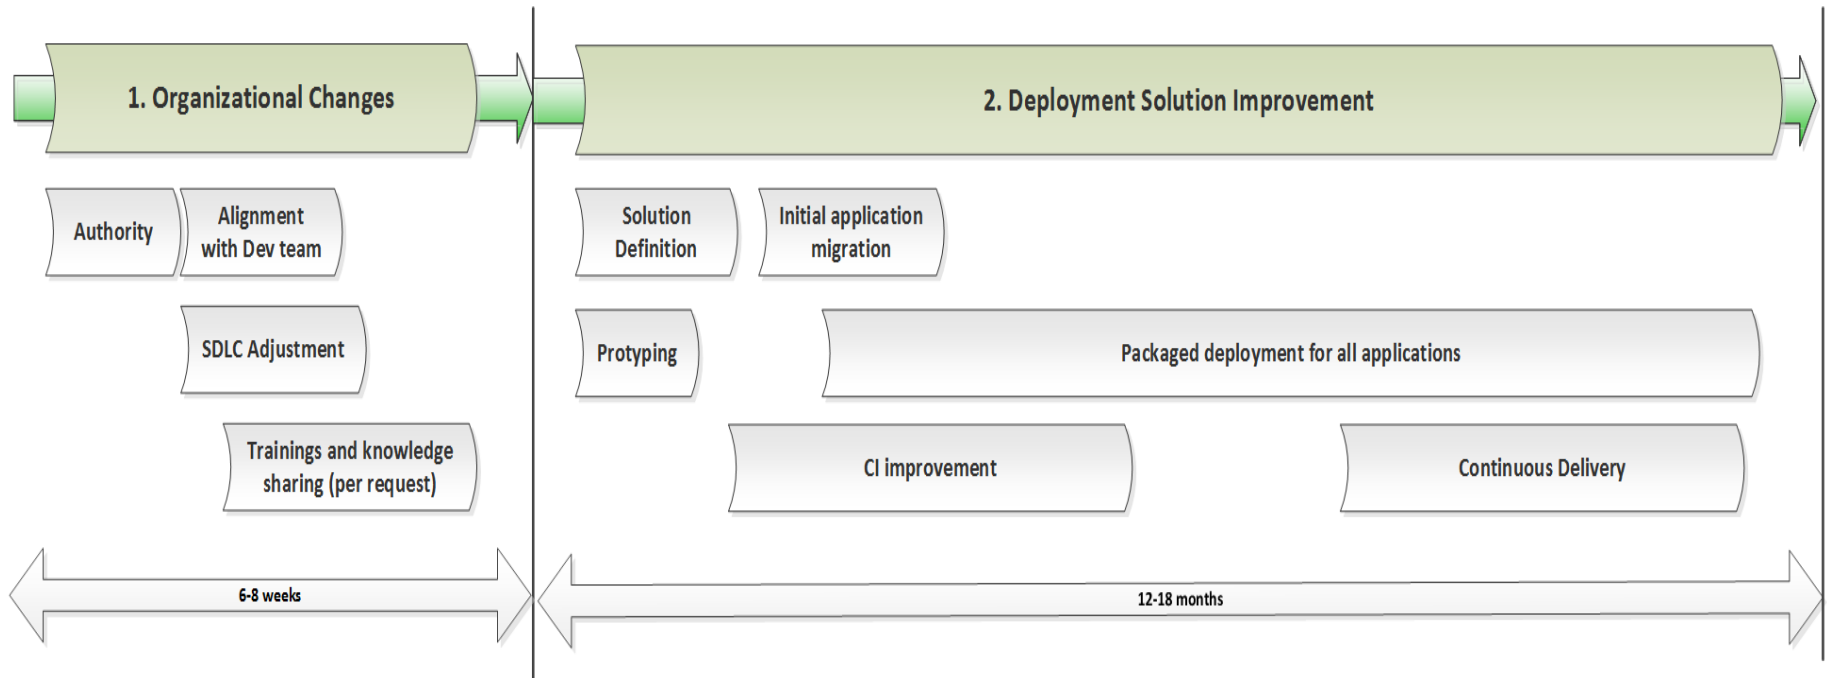 1. Organizational Changes
2. Deployment Solution Improvement
Authority
Alignment
with Dev team
Solution
Definition
Initial application
migration
SDLC Adjustment
Protyping
Packaged deployment for all applications
Trainings and knowledge
sharing (per request)
CI improvement
Continuous Delivery
6-8 weeks
12-18 months